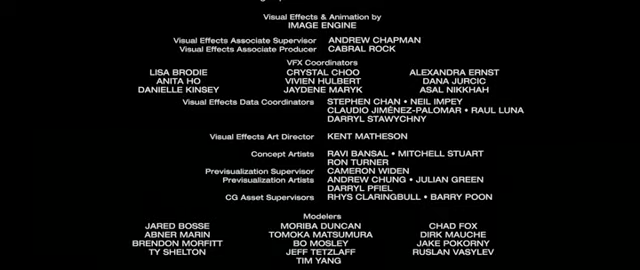 Visual Effects & Animation by
IMAGE ENGINE
Visual Effects Associate Supervisor ANDREW CHAPMAN
Visual Effects Associate Producer CABRAL ROCK
VFX Coordinators
LISA BRODIE CRYSTAL CHOO ALEXANDRA ERNST
ANITA HO VIVIEN HULBERT DANA JURCIC
DANIELLE KINSEY JAYDENE MARYK ASAL NIKKHAH
Visual Effects Data Coordinators STEPHEN CHAN • NEIL IMPEY
CLAUDIO JIMÉNEZ-PALOMAR • RAUL LUNA
DARRYL STAWYCHNY
Visual Effects Art Director KENT MATHESON
Concept Artists RAVI BANSAL • MITCHELL STUART
RON TURNER
Previsualization Supervisor CAMERON WIDEN
Previsualization Artists ANDREW CHUNG • JULIAN GREEN
DARRYL PFIEL
CG Asset Supervisors RHYS CLARINGBULL • BARRY POON
Modelers
JARED BOSSE MORIBA DUNCAN CHAD FOX
ABNER MARIN TOMOKA MATSUMURA DIRK MAUCHE
BRENDON MORFITT BO MOSLEY JAKE POKORNY
TY SHELTON JEFF TETZLAFF RUSLAN VASYLEV
TIM YANG